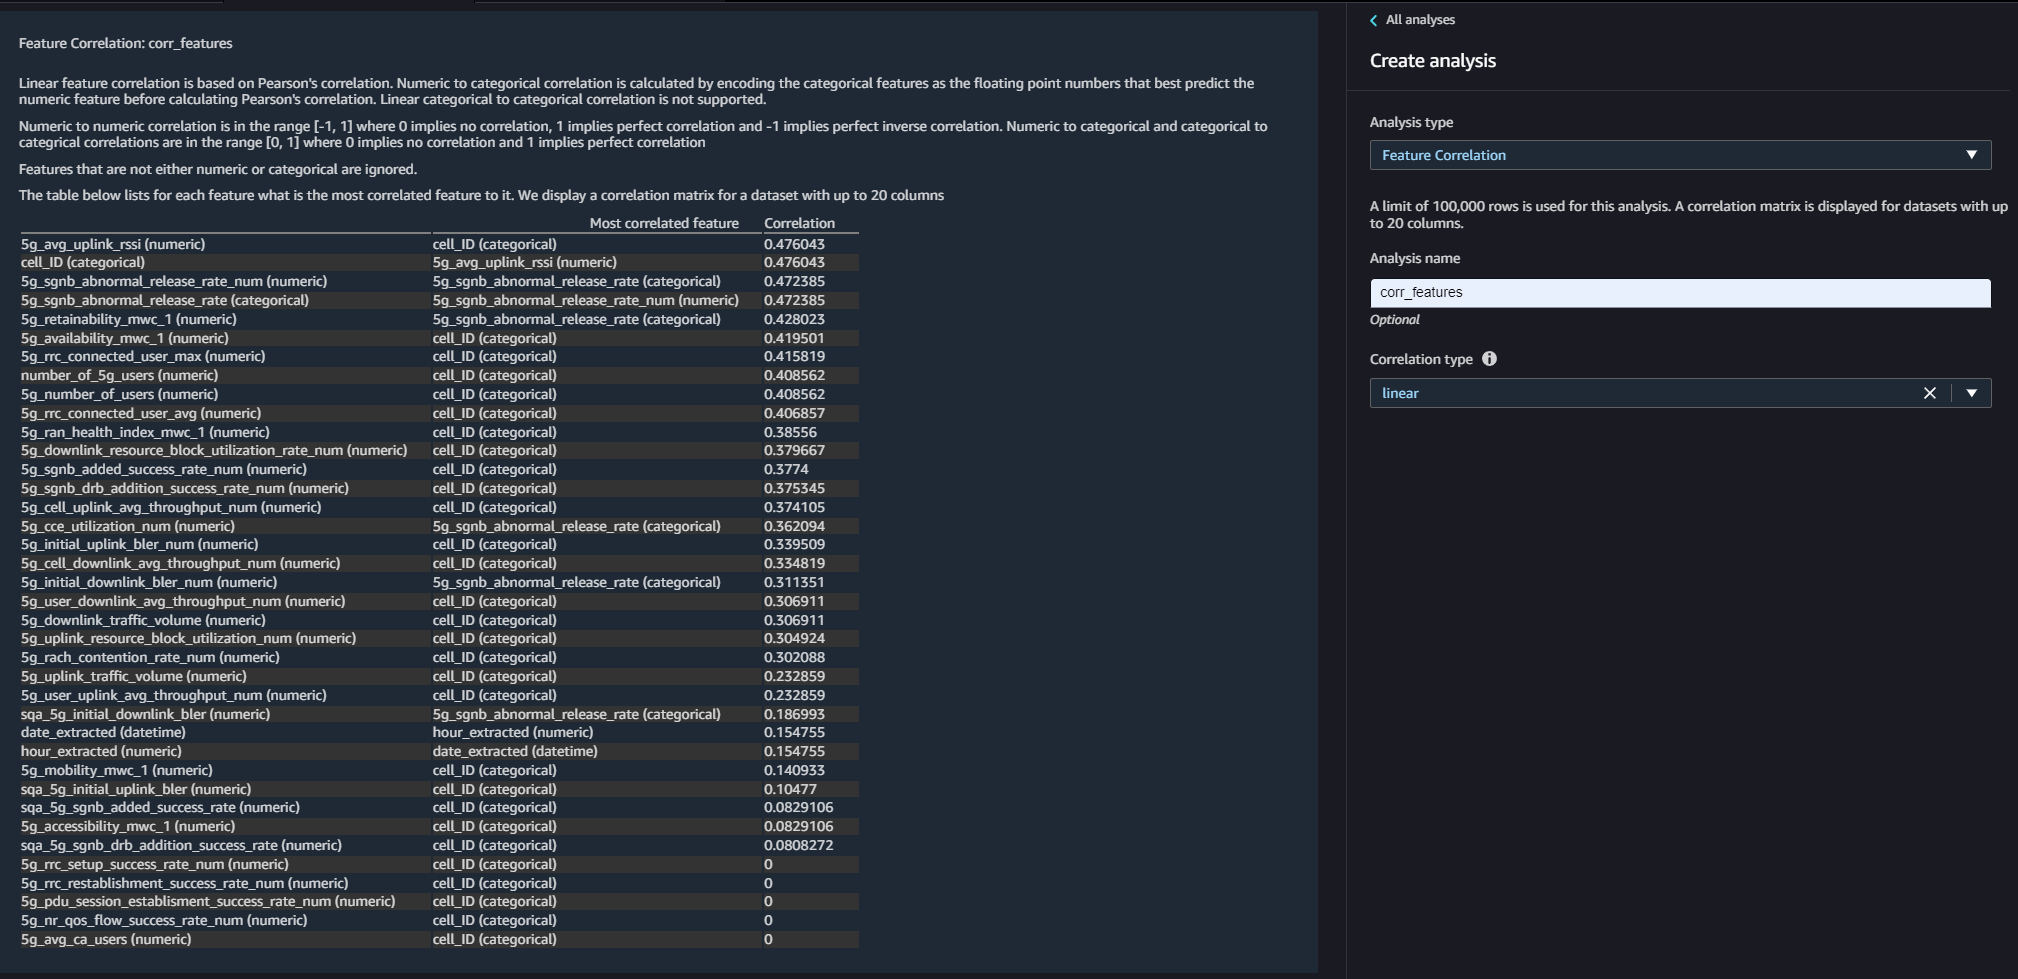 Feature Correlation: corr_features
Linear feature correlation is based on Pearson's correlation. Numeric to categorical correlation is calculated by encoding the categorical features as the floating point numbers that best predict the
numeric feature before calculating Pearson's correlation. Linear categorical to categorical correlation is not supported.
Numeric to numeric correlation is in the range [-1, 1] where 0 implies no correlation, 1 implies perfect correlation and -1 implies perfect inverse correlation. Numeric to categorical and categorical to
categrical correlations are in the range [0, 1] where 0 implies no correlation and 1 implies perfect correlation
Features that are not either numeric or categorical are ignored.
The table below lists for each feature what is the most correlated feature to it. We display a correlation matrix for a dataset with up to 20 columns
Most correlated feature Correlation
5g_avg_uplink_rssi (numeric) cell_ID (categorical) 0.476043
cell_ID (categorical) 5g_avg_uplink_rssi (numeric) 0.476043
5g_sgnb_abnormal_release_rate_num (numeric) 5g_sgnb_abnormal_release_rate (categorical) 0.472385
5g_sgnb_abnormal_release_rate (categorical) 5g_sgnb_abnormal_release_rate_num (numeric) 0.472385
5g_retainability_mwc_1 (numeric) 5g_sgnb_abnormal_release_rate (categorical) 0.428023
5g_availability_mwc_1 (numeric) cell_ID (categorical) 0.419501
5g_rrc_connected_user_max (numeric) cell_ID (categorical) 0.415819
number_of_5g_users (numeric) cell_ID (categorical) 0.408562
5g_number_of_users (numeric) cell_ID (categorical) 0.408562
5g_rrc_connected_user_avg (numeric) cell_ID (categorical) 0.406857
5g_ran_health_index_mwc_1 (numeric) cell_ID (categorical) 0.38556
5g_downlink_resource_block_utilization_rate_num (numeric) cell_ID (categorical) 0.379667
5g_sgnb_added_success_rate_num (numeric) cell_ID (categorical) 0.3774
5g_sgnb_drb_addition_success_rate_num (numeric) cell_ID (categorical) 0.375345
5g_cell_uplink_avg_throughput_num (numeric) cell_ID (categorical) 0.374105
5g_cce_utilization_num (numeric) 5g_sgnb_abnormal_release_rate (categorical) 0.362094
5g_initial_uplink_bler_num (numeric) cell_ID (categorical) 0.339509
5g_cell_downlink_avg_throughput_num (numeric) cell_ID (categorical) 0.334819
5g_initial_downlink_bler_num (numeric) 5g_sgnb_abnormal_release_rate (categorical) 0.311351
5g_user_downlink_avg_throughput_num (numeric) cell_ID (categorical) 0.306911
5g_downlink_traffic_volume (numeric) cell_ID (categorical) 0.306911
5g_uplink_resource_block_utilization_num (numeric) cell_ID (categorical) 0.304924
5g_rach_contention_rate_num (numeric) cell_ID (categorical) 0.302088
5g_uplink_traffic_volume (numeric) cell_ID (categorical) 0.232859
5g_user_uplink_avg_throughput_num (numeric) cell_ID (categorical) 0.232859
sqa_5g_initial_downlink_bler (numeric) 5g_sgnb_abnormal_release_rate (categorical) 0.186993
date_extracted (datetime) hour_extracted (numeric) 0.154755
hour_extracted (numeric) date_extracted (datetime) 0.154755
5g_mobility_mwc_1 (numeric) cell_ID (categorical) 0.140933
sqa_5g_initial_uplink_bler (numeric) cell_ID (categorical) 0.10477
sqa_5g_sgnb_added_success_rate (numeric) cell_ID (categorical) 0.0829106
5g_accessibility_mwc_1 (numeric) cell_ID (categorical) 0.0829106
sqa_5g_sgnb_drb_addition_success_rate (numeric) cell_ID (categorical) 0.0808272
5g_rrc_setup_success_rate_num (numeric) cell_ID (categorical) 0
5g_rrc_restablishment_success_rate_num (numeric) cell_ID (categorical) 0
5g_pdu_session_establisment_success_rate_num (numeric) cell_ID (categorical) 0
5g_nr_qos_flow_success_rate_num (numeric) cell_ID (categorical) 0
5g_avg_ca_users (numeric) cell_ID (categorical) 0
All analyses
Create analysis
Analysis type
Feature Correlation
A limit of 100,000 rows is used for this analysis. A correlation matrix is displayed for datasets with up
to 20 columns.
Analysis name
corr_features
Optional
Correlation type
linear